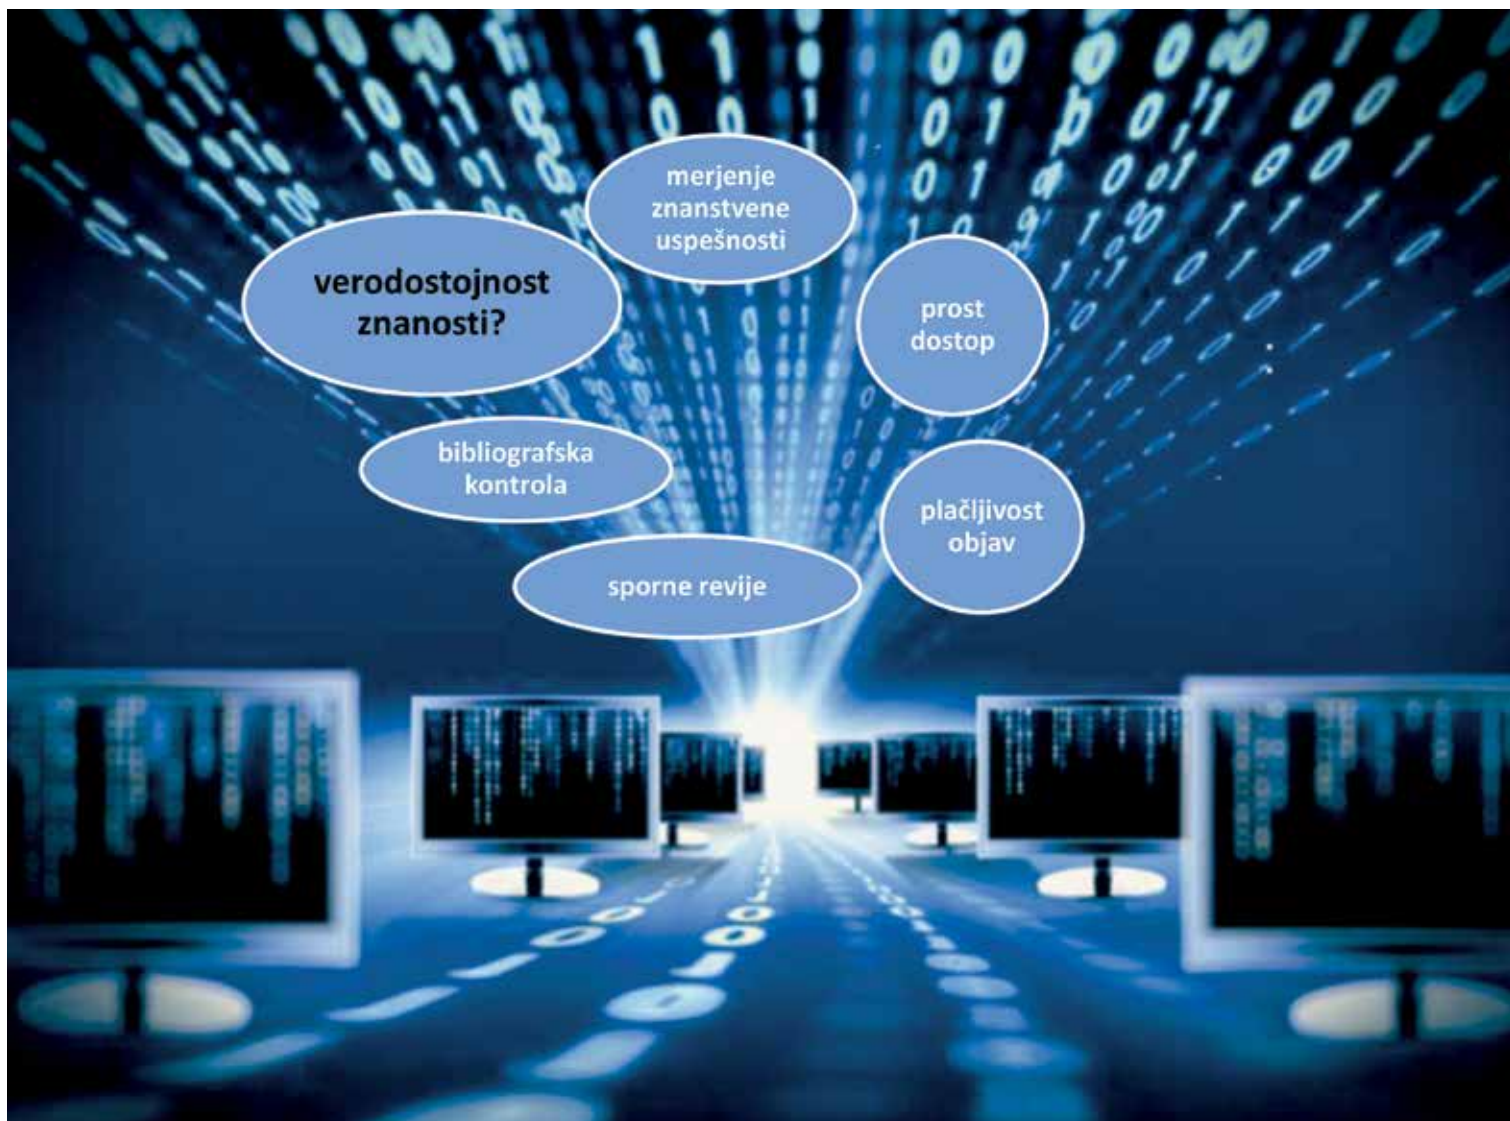 merjenje
znanstvene
uspešnosti
verodostojnost
znanosti?
prost
dostop
bibliografska
kontrola
plačljivost
objav
sporne revije